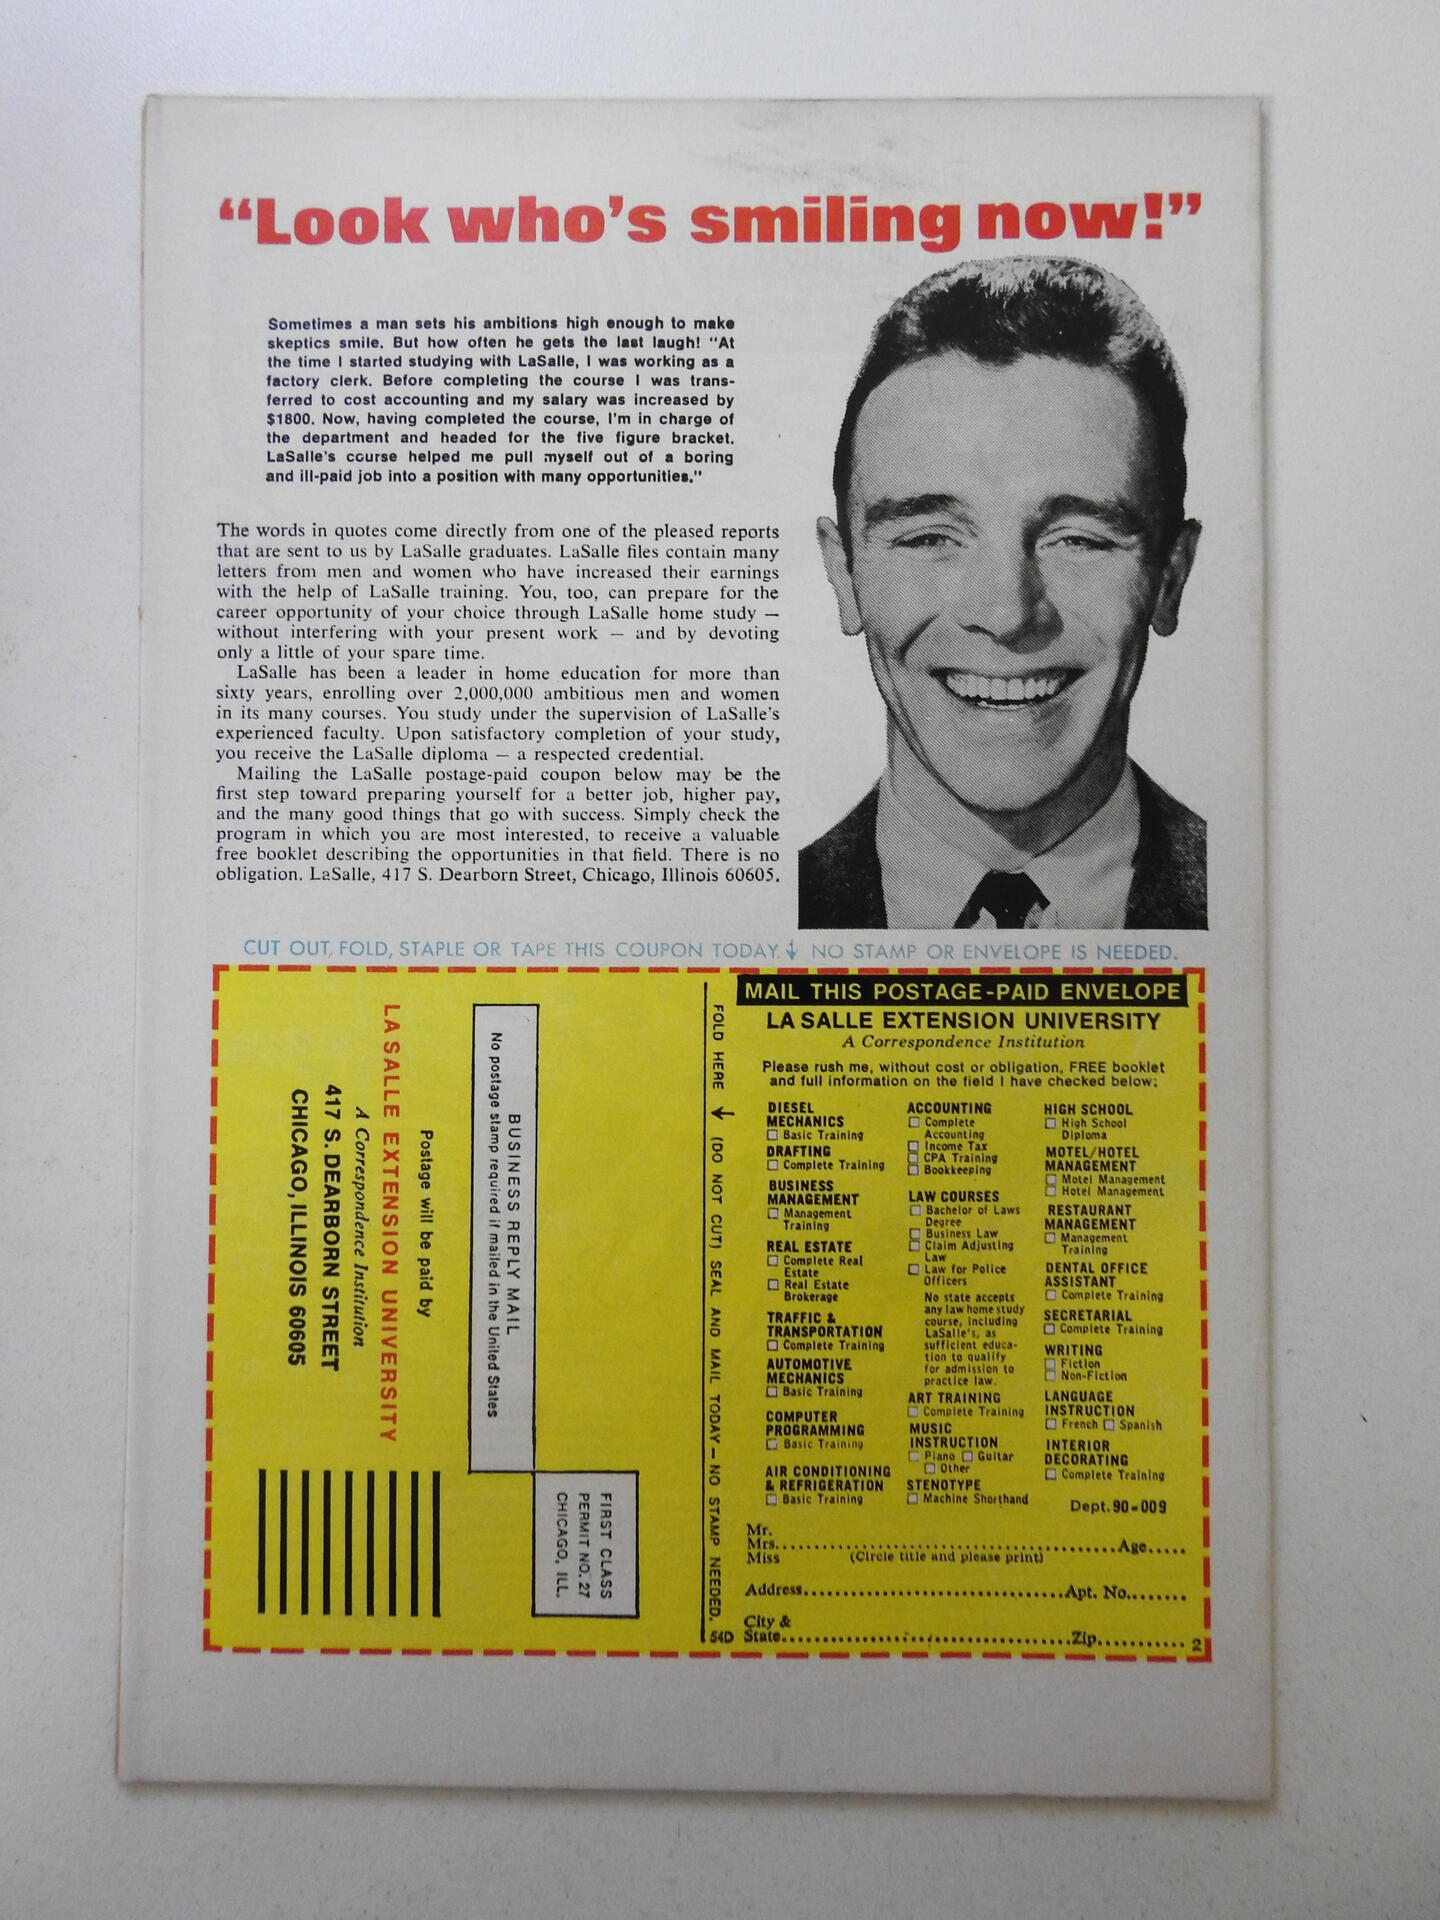 “Look who’s smiling now!”
Sometimes a man sets his ambitions high enough to make
skeptics smile. But how often he gets the last laugh! “At
the time I started studying with LaSalle, I was working as a
factory clerk. Before completing the course I was trans-
ferred to cost accounting and my salary was increased by
$1800. Now, having completed the course, I’m in charge of
the department and headed for the five figure bracket.
LaSalle’s course helped me pull myself out of a boring
and ill-paid job into a position with many opportunities.”
The words in quotes come directly from one of the pleased reports
that are sent to us by LaSalle graduates. LaSalle files contain many
letters from men and women who have increased their earnings
with the help of LaSalle training. You, too, can prepare for the
career opportunity of your choice through LaSalle home study —
without interfering with your present work — and by devoting
only a little of your spare time.
LaSalle has been a leader in home education for more than
sixty years, enrolling over 2,000,000 ambitious men and women
in its many courses. You study under the supervision of LaSalle’s
experienced faculty. Upon satisfactory completion of your study,
you receive the LaSalle diploma — a respected credential.
Mailing the LaSalle postage-paid coupon below may be the
first step toward preparing yourself for a better job, higher pay,
and the many good things that go with success. Simply check the
program in which you are most interested, to receive a valuable
free booklet describing the opportunities in that field. There is no
obligation. LaSalle, 417 S. Dearborn Street, Chicago, Illinois 60605.
CUT OUT, FOLD, STAPLE OR TAPE THIS COUPON TODAY. ↓ NO STAMP OR ENVELOPE IS NEEDED.
FIRST CLASS
PERMIT NO. 27
CHICAGO, ILL.
BUSINESS REPLY MAIL
No postage stamp required if mailed in the United States
Postage will be paid by
LA SALLE EXTENSION UNIVERSITY
A Correspondence Institution
417 S. DEARBORN STREET
CHICAGO, ILLINOIS 60605
FOLD HERE ↓ (DO NOT CUT) SEAL AND MAIL TODAY — NO STAMP NEEDED.
54D
MAIL THIS POSTAGE-PAID ENVELOPE
LA SALLE EXTENSION UNIVERSITY
A Correspondence Institution
Please rush me, without cost or obligation, FREE booklet
and full information on the field I have checked below:
DIESEL
MECHANICS
☐ Basic Training
DRAFTING
☐ Complete Training
BUSINESS
MANAGEMENT
☐ Management
Training
REAL ESTATE
☐ Complete Real
Estate
☐ Real Estate
Brokerage
TRAFFIC &
TRANSPORTATION
☐ Complete Training
AUTOMOTIVE
MECHANICS
☐ Basic Training
COMPUTER
PROGRAMMING
☐ Basic Training
AIR CONDITIONING
& REFRIGERATION
☐ Basic Training
ACCOUNTING
☐ Complete
Accounting
☐ Income Tax
☐ CPA Training
☐ Bookkeeping
LAW COURSES
☐ Bachelor of Laws
Degree
☐ Business Law
☐ Claim Adjusting
Law
☐ Law for Police
Officers
No state accepts
any law home study
course, including
LaSalle’s, as
sufficient educa-
tion to qualify
for admission to
practice law.
ART TRAINING
☐ Complete Training
MUSIC
INSTRUCTION
☐ Piano ☐ Guitar
☐ Other
STENOTYPE
☐ Machine Shorthand
HIGH SCHOOL
☐ High School
Diploma
MOTEL/HOTEL
MANAGEMENT
☐ Motel Management
☐ Hotel Management
RESTAURANT
MANAGEMENT
☐ Management
Training
DENTAL OFFICE
ASSISTANT
☐ Complete Training
SECRETARIAL
☐ Complete Training
WRITING
☐ Fiction
☐ Non-Fiction
LANGUAGE
INSTRUCTION
☐ French ☐ Spanish
INTERIOR
DECORATING
☐ Complete Training
Dept. 90-009
Mr.
Mrs. Age
Miss (Circle title and please print)
Address Apt. No.
City &
State Zip 2